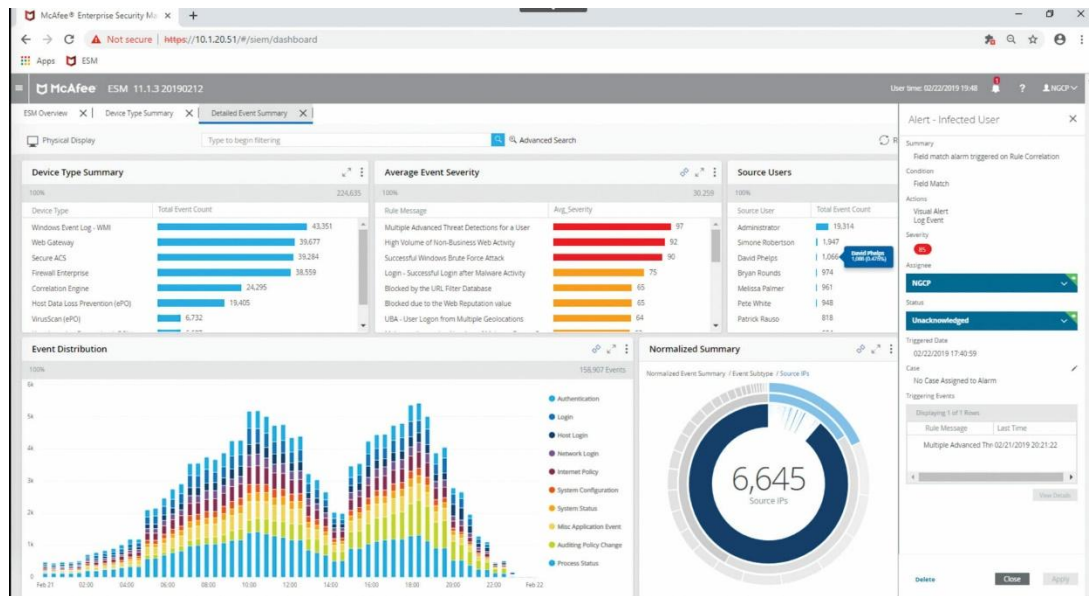 McAfee® Enterprise Security Ma
Not secure | https://10.1.20.51/#/siem/dashboard
Apps ESM
McAfee ESM 11.1.3 20190212
User time: 02/22/2019 19:48
1
?
NGCP
ESM Overview X | Device Type Summary X | Detailed Event Summary X
Physical Display
Type to begin filtering
Advanced Search
R
Device Type Summary
100% 224,635
Device Type Total Event Count
Windows Event Log - WMI 43,351
Web Gateway 39,677
Secure ACS 39,284
Firewall Enterprise 38,559
Correlation Engine 24,295
Host Data Loss Prevention (ePO) 19,405
VirusScan (ePO) 6,732
Average Event Severity
100% 30,259
Rule Message Avg_Severity
Multiple Advanced Threat Detections for a User 97
High Volume of Non-Business Web Activity 92
Successful Windows Brute Force Attack 90
Login - Successful Login after Malware Activity 75
Blocked by the URL Filter Database 65
Blocked due to the Web Reputation value 65
UBA - User Logon from Multiple Geolocations 64
Source Users
100%
Source User Total Event Count
Administrator 19,314
Simone Robertson 1,947
David Phelps 1,066
David Phelps
Bryan Rounds 974
Melissa Palmer 961
Pete White 948
Patrick Rauso 818
Event Distribution
100% 158,907 Events
6k
5k
4k
3k
2k
1k
0
Feb 21 02:00 04:00 06:00 08:00 10:00 12:00 14:00 16:00 18:00 20:00 22:00 Feb 22
Authentication
Login
Host Login
Network Login
Internet Policy
System Configuration
System Status
Misc Application Event
Auditing Policy Change
Process Status
Normalized Summary
Normalized Event Summary / Event Subtype / Source IPs
6,645
Source IPs
Alert - Infected User
Summary
Field match alarm triggered on Rule Correlation
Condition
Field Match
Actions
Visual Alert
Log Event
Severity
85
Assignee
NGCP
Status
Unacknowledged
Triggered Date
02/22/2019 17:40:59
Case
No Case Assigned to Alarm
Triggering Events
Displaying 1 of 1 Rows
Rule Message Last Time
Multiple Advanced Thr 02/21/2019 20:21:22
View Details
Delete Close Apply